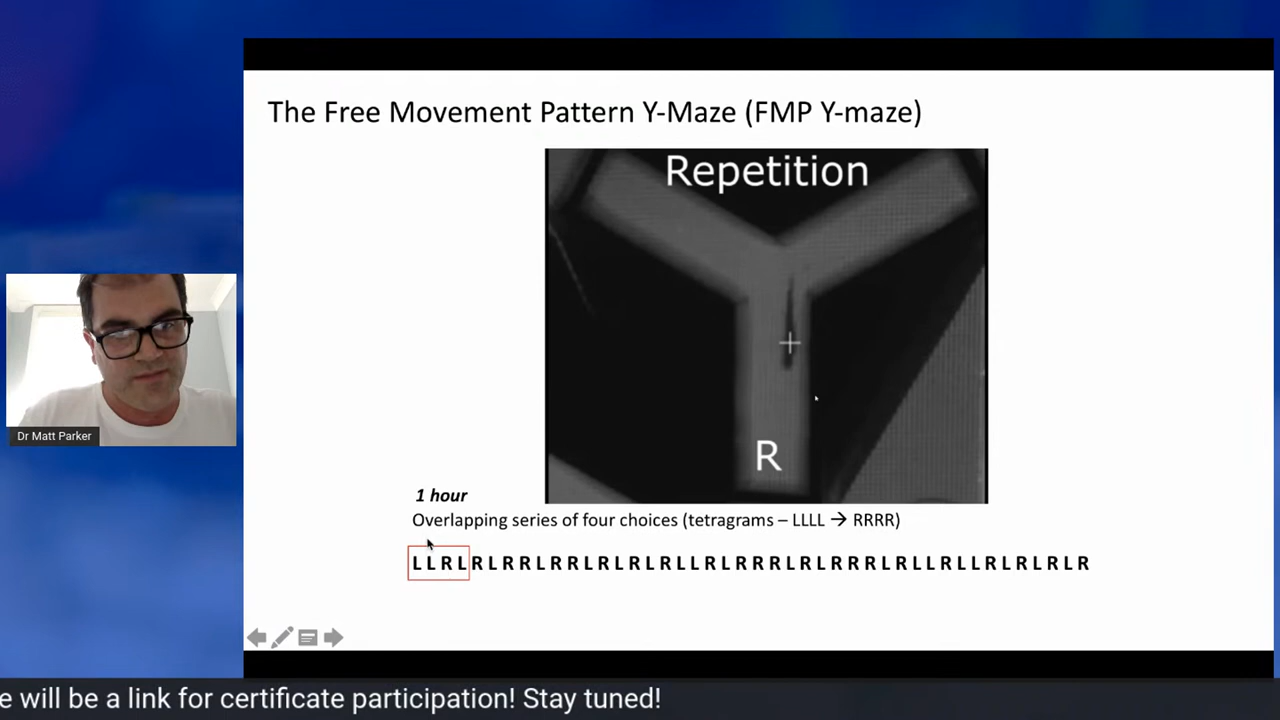 The Free Movement Pattern Y-Maze (FMP Y-maze)
Repetition
R
Dr Matt Parker
1 hour
Overlapping series of four choices (tetragrams – LLLL → RRRR)
L L R L R L R R L R R L R L R L R L L R L R R R L R L R R R L R L L R L L R L R L R L R
e will be a link for certificate participation! Stay tuned!